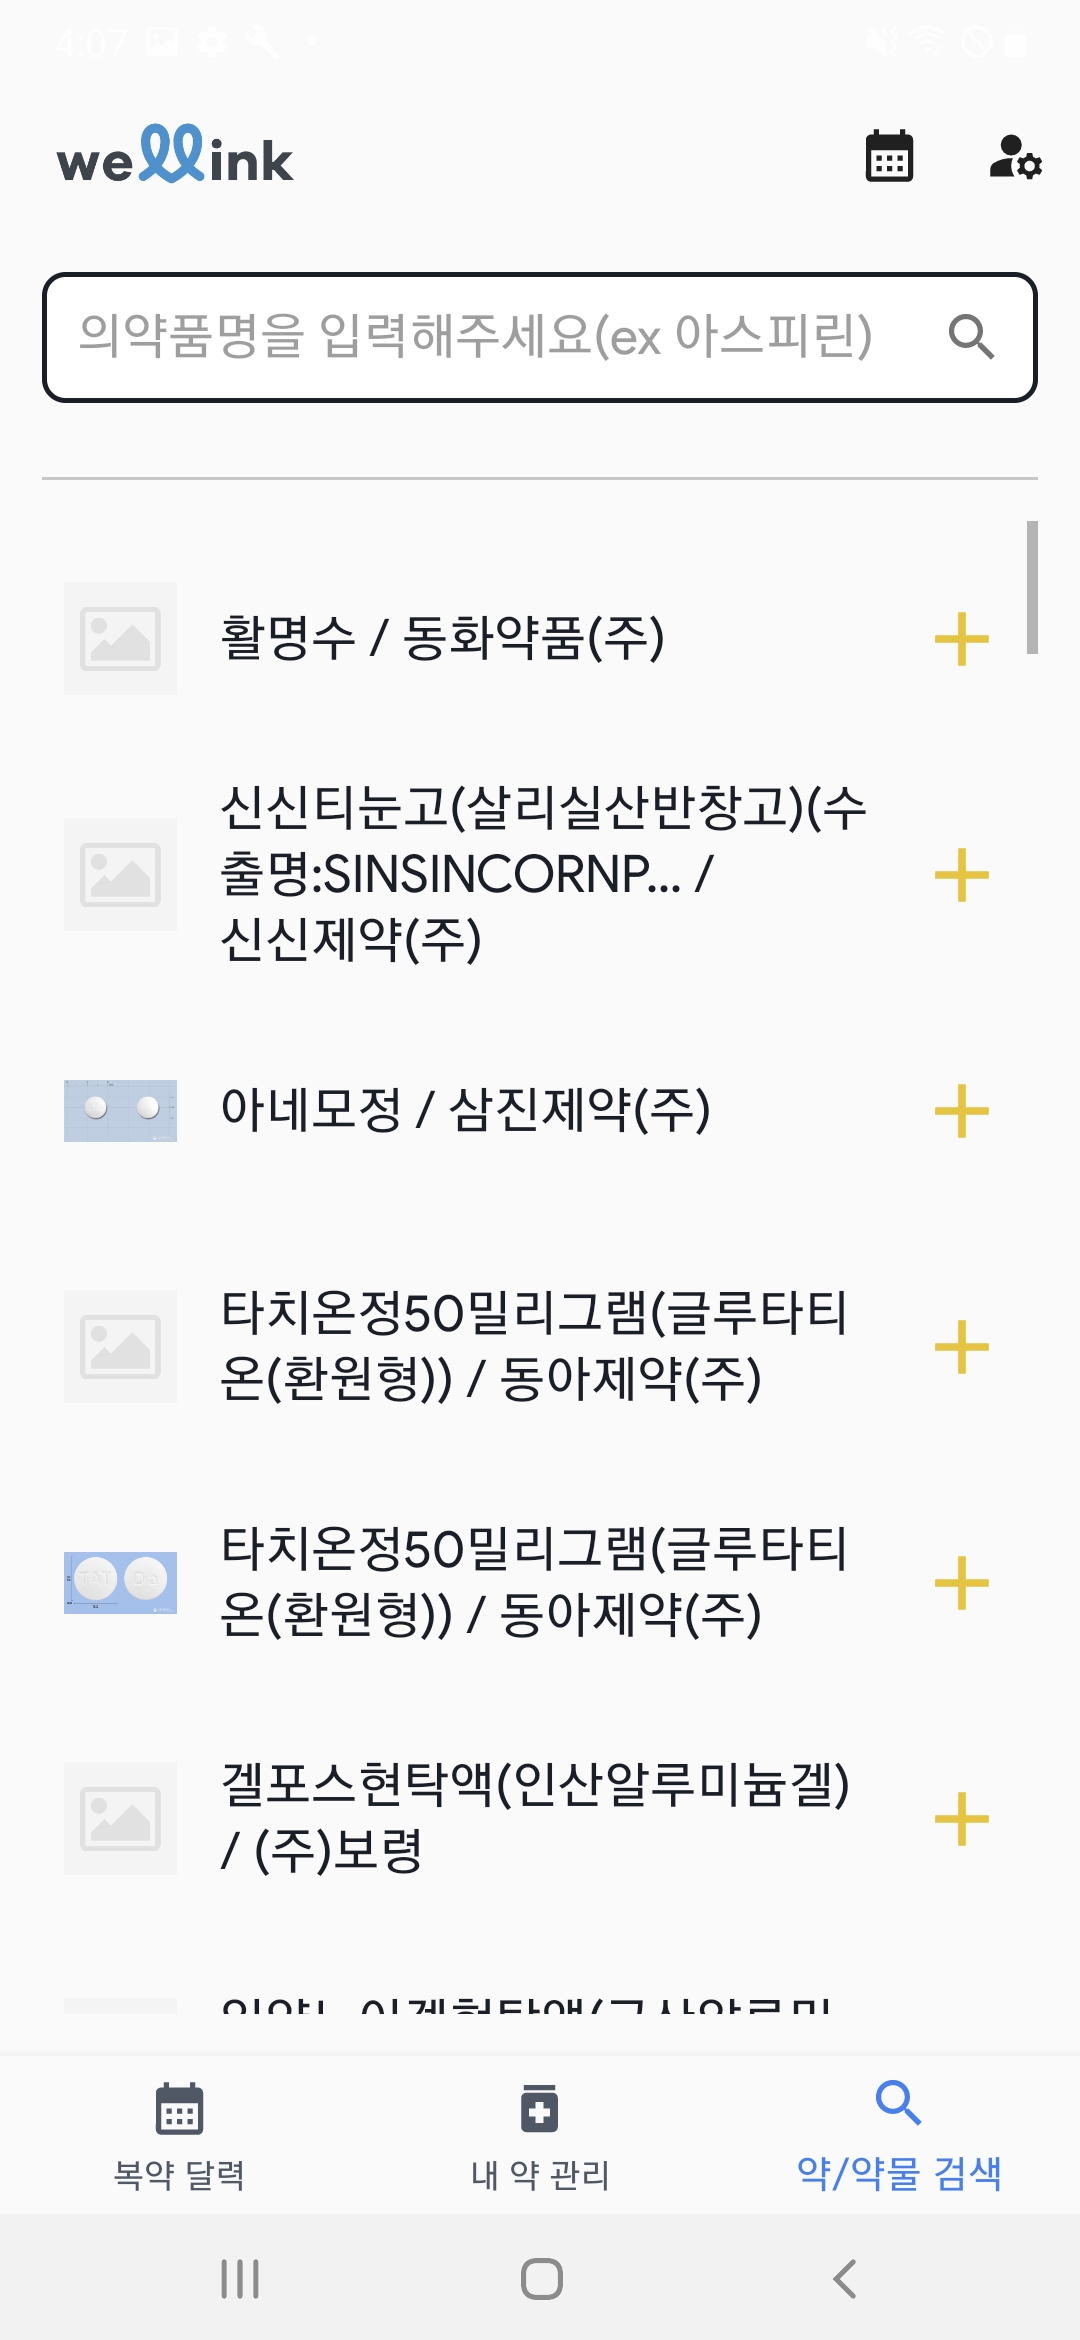 4:07
wellink
의약품명을 입력해주세요(ex 아스피린)
활명수 / 동화약품(주)
신신티눈고(살리실산반창고)(수
출명:SINSINCORNP... /
신신제약(주)
아네모정 / 삼진제약(주)
타치온정50밀리그램(글루타티
온(환원형)) / 동아제약(주)
TAT Da
타치온정50밀리그램(글루타티
온(환원형)) / 동아제약(주)
겔포스현탁액(인산알루미늄겔)
/ (주)보령
복약 달력
내 약 관리
약/약물 검색